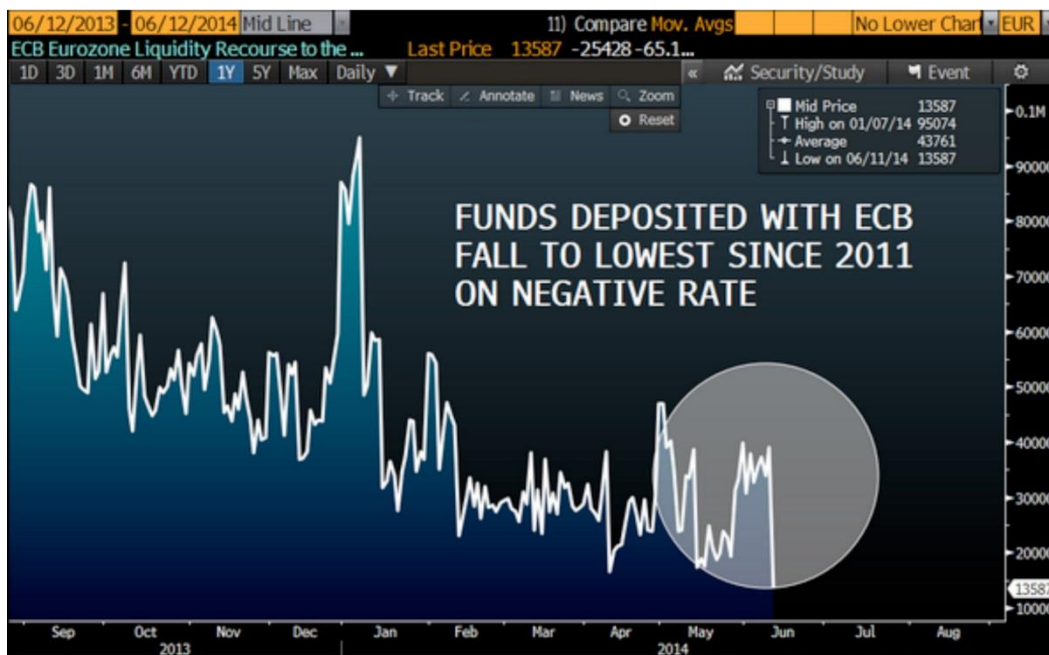 06/12/2013 - 06/12/2014 Mid Line 11) Compare Mov. Avgs No Lower Chart EUR
ECB Eurozone Liquidity Recourse to the ... Last Price 13587 -25428 -65.1...
1D 3D 1M 6M YTD 1Y 5Y Max Daily ▼ « Security/Study Event
Track Annotate News Zoom
Reset
Mid Price 13587
High on 01/07/14 95074
Average 43761
Low on 06/11/14 13587
FUNDS DEPOSITED WITH ECB
FALL TO LOWEST SINCE 2011
ON NEGATIVE RATE
0.1M
90000
80000
70000
60000
50000
40000
30000
20000
13587
10000
Sep Oct Nov Dec Jan Feb Mar Apr May Jun Jul Aug
2013 2014